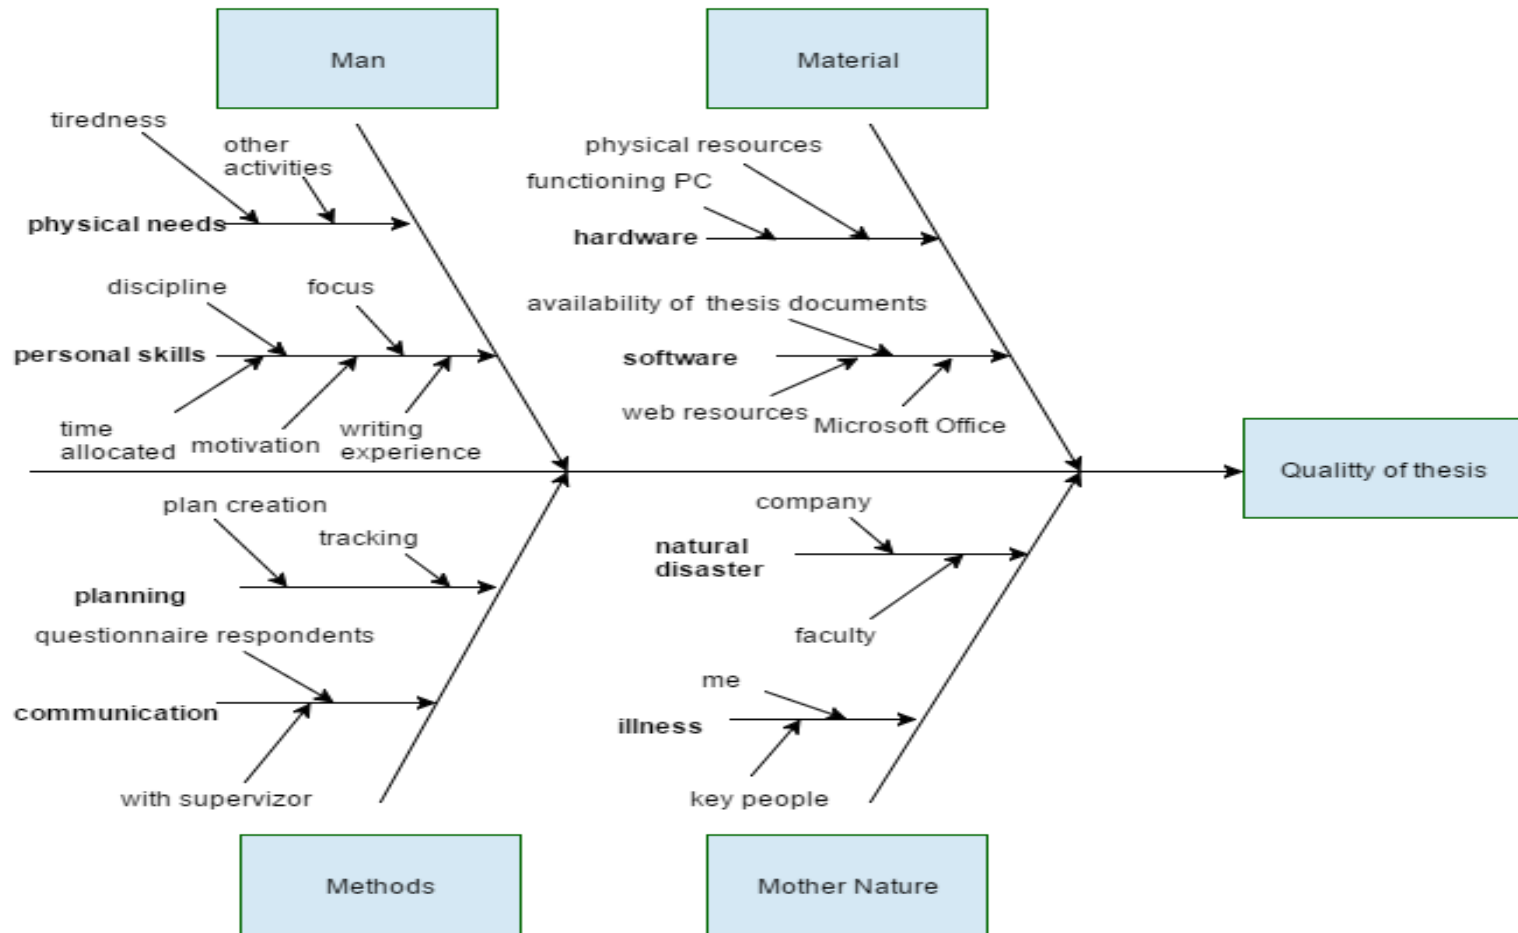 Man
Material
tiredness
other
activities
physical resources
functioning PC
physical needs
hardware
discipline
focus
availability of thesis documents
personal skills
software
time
allocated
motivation
writing
experience
web resources
Microsoft Office
Qualitty of thesis
plan creation
tracking
company
natural
disaster
planning
questionnaire respondents
faculty
me
communication
illness
with supervizor
key people
Methods
Mother Nature